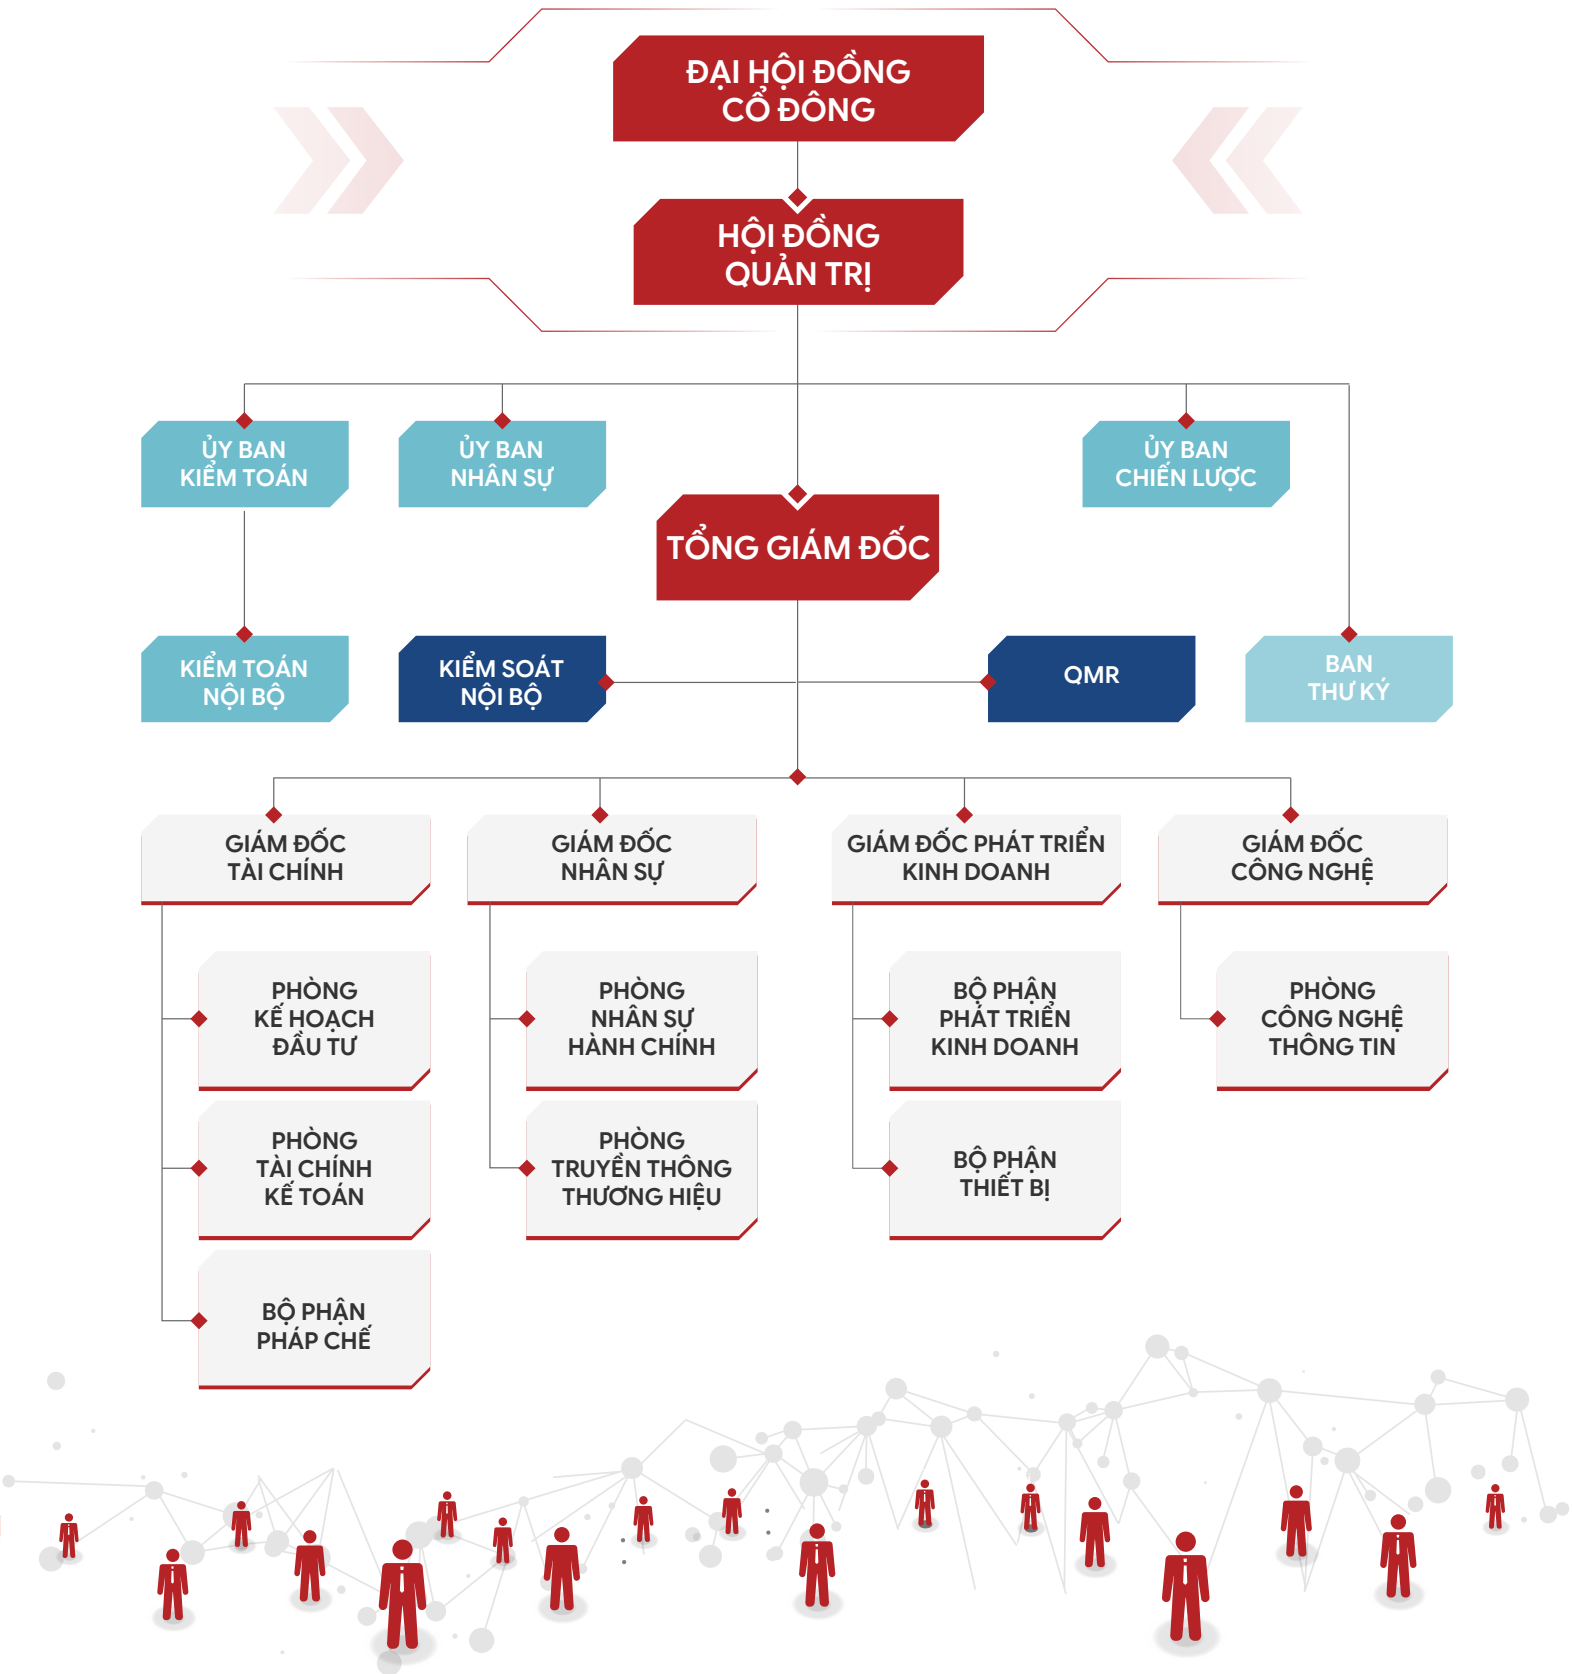 ĐẠI HỘI ĐỒNG
CỔ ĐÔNG
HỘI ĐỒNG
QUẢN TRỊ
ỦY BAN
KIỂM TOÁN
ỦY BAN
NHÂN SỰ
ỦY BAN
CHIẾN LƯỢC
TỔNG GIÁM ĐỐC
KIỂM TOÁN
NỘI BỘ
KIỂM SOÁT
NỘI BỘ
QMR
BAN
THƯ KÝ
GIÁM ĐỐC
TÀI CHÍNH
GIÁM ĐỐC
NHÂN SỰ
GIÁM ĐỐC PHÁT TRIỂN
KINH DOANH
GIÁM ĐỐC
CÔNG NGHỆ
PHÒNG
KẾ HOẠCH
ĐẦU TƯ
PHÒNG
NHÂN SỰ
HÀNH CHÍNH
BỘ PHẬN
PHÁT TRIỂN
KINH DOANH
PHÒNG
CÔNG NGHỆ
THÔNG TIN
PHÒNG
TÀI CHÍNH
KẾ TOÁN
PHÒNG
TRUYỀN THÔNG
THƯƠNG HIỆU
BỘ PHẬN
THIẾT BỊ
BỘ PHẬN
PHÁP CHẾ